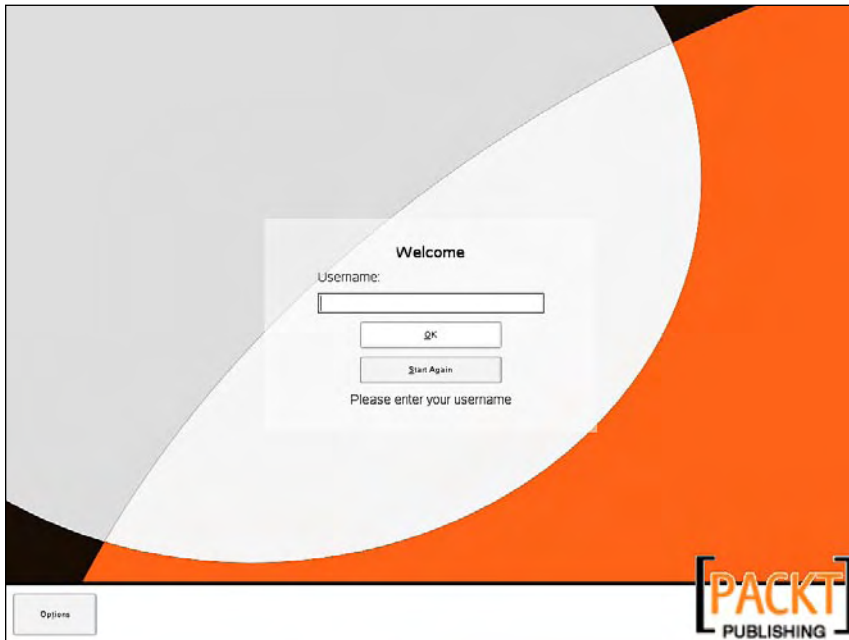 Welcome
Username:
OK
Start Again
Please enter your username
Options
[PACKT]
PUBLISHING